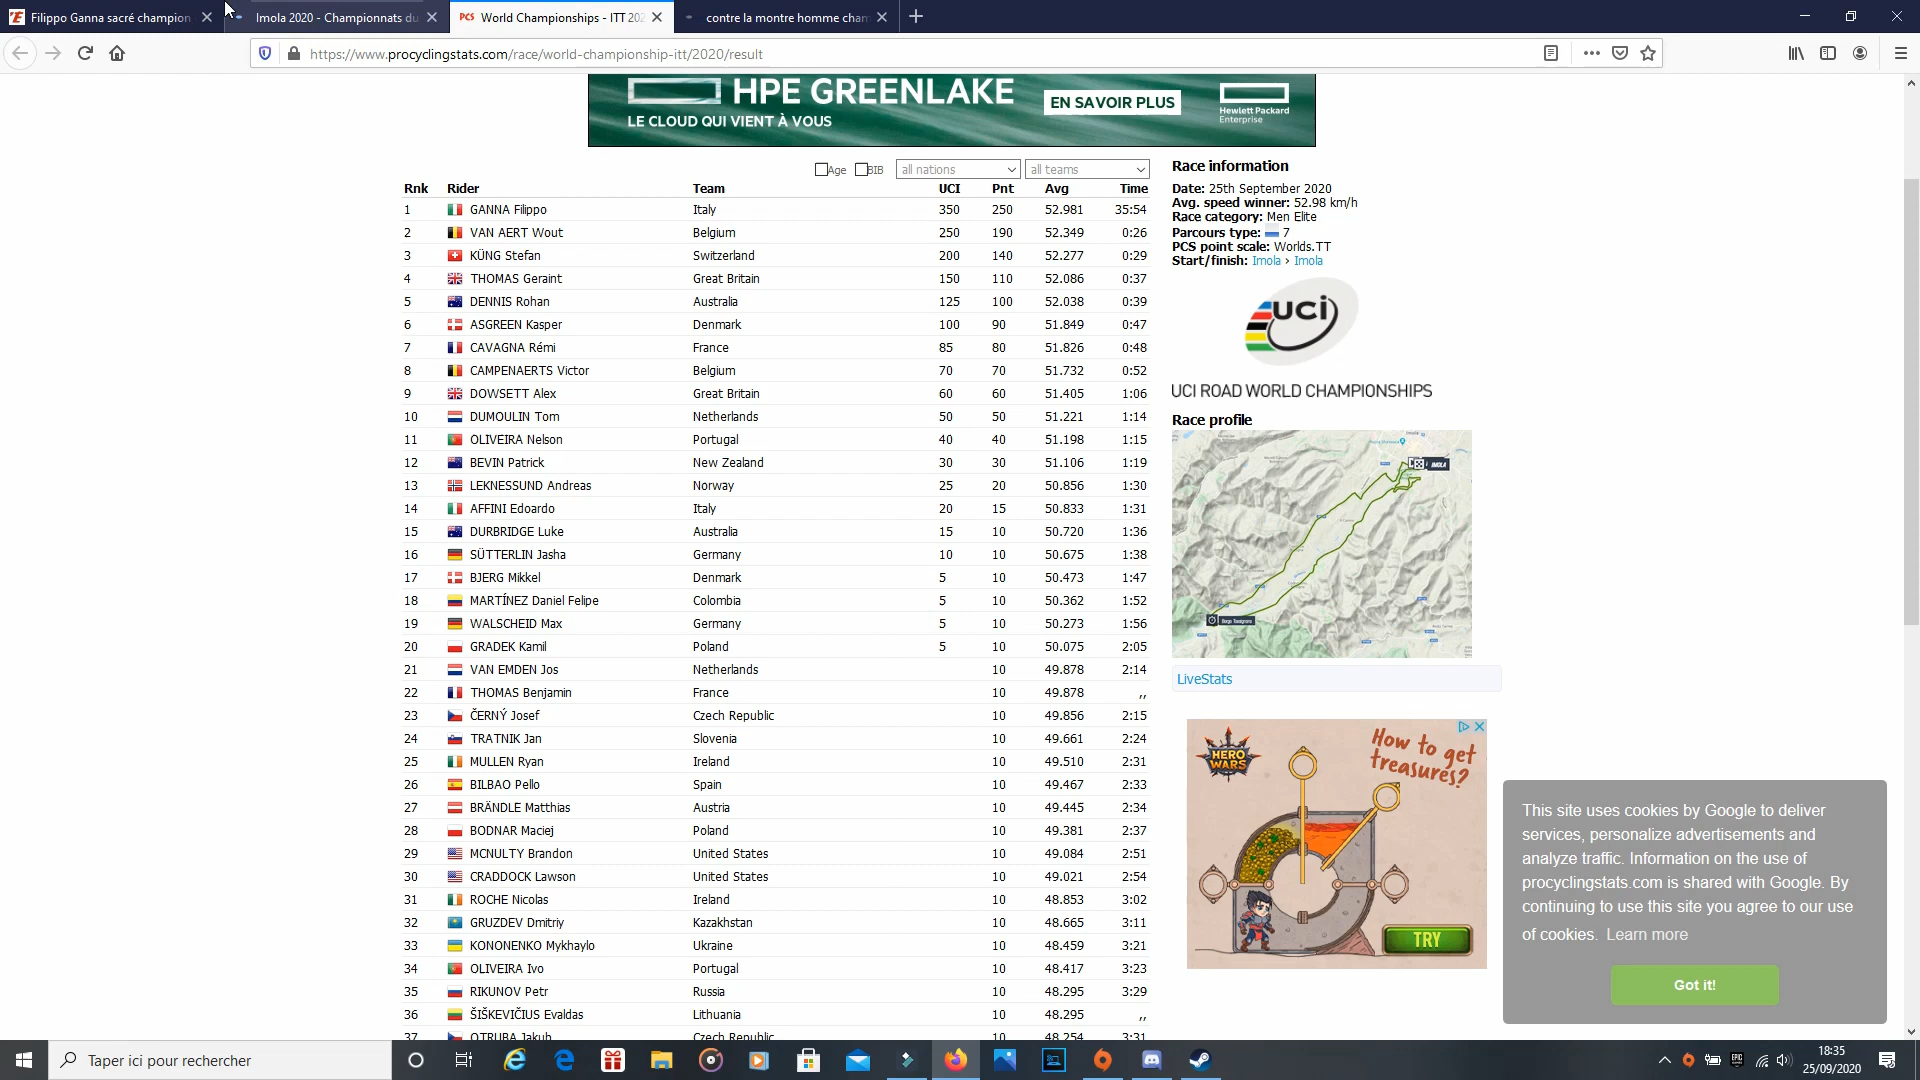 Filippo Ganna sacré champion
Imola 2020 - Championnats du
PCS World Championships - ITT 202
contre la montre homme cham
https://www.procyclingstats.com/race/world-championship-itt/2020/result
HPE GREENLAKE
LE CLOUD QUI VIENT À VOUS
EN SAVOIR PLUS
Hewlett Packard
Enterprise
Age BIB all nations all teams
Rnk Rider Team UCI Pnt Avg Time
1 GANNA Filippo Italy 350 250 52.981 35:54
2 VAN AERT Wout Belgium 250 190 52.349 0:26
3 KÜNG Stefan Switzerland 200 140 52.277 0:29
4 THOMAS Geraint Great Britain 150 110 52.086 0:37
5 DENNIS Rohan Australia 125 100 52.038 0:39
6 ASGREEN Kasper Denmark 100 90 51.849 0:47
7 CAVAGNA Rémi France 85 80 51.826 0:48
8 CAMPENAERTS Victor Belgium 70 70 51.732 0:52
9 DOWSETT Alex Great Britain 60 60 51.405 1:06
10 DUMOULIN Tom Netherlands 50 50 51.221 1:14
11 OLIVEIRA Nelson Portugal 40 40 51.198 1:15
12 BEVIN Patrick New Zealand 30 30 51.106 1:19
13 LEKNESSUND Andreas Norway 25 20 50.856 1:30
14 AFFINI Edoardo Italy 20 15 50.833 1:31
15 DURBRIDGE Luke Australia 15 10 50.720 1:36
16 SÜTTERLIN Jasha Germany 10 10 50.675 1:38
17 BJERG Mikkel Denmark 5 10 50.473 1:47
18 MARTÍNEZ Daniel Felipe Colombia 5 10 50.362 1:52
19 WALSCHEID Max Germany 5 10 50.273 1:56
20 GRADEK Kamil Poland 5 10 50.075 2:05
21 VAN EMDEN Jos Netherlands 10 49.878 2:14
22 THOMAS Benjamin France 10 49.878 ,,
23 ČERNÝ Josef Czech Republic 10 49.856 2:15
24 TRATNIK Jan Slovenia 10 49.661 2:24
25 MULLEN Ryan Ireland 10 49.510 2:31
26 BILBAO Pello Spain 10 49.467 2:33
27 BRÄNDLE Matthias Austria 10 49.445 2:34
28 BODNAR Maciej Poland 10 49.381 2:37
29 MCNULTY Brandon United States 10 49.084 2:51
30 CRADDOCK Lawson United States 10 49.021 2:54
31 ROCHE Nicolas Ireland 10 48.853 3:02
32 GRUZDEV Dmitriy Kazakhstan 10 48.665 3:11
33 KONONENKO Mykhaylo Ukraine 10 48.459 3:21
34 OLIVEIRA Ivo Portugal 10 48.417 3:23
35 RIKUNOV Petr Russia 10 48.295 3:29
36 ŠIŠKEVIČIUS Evaldas Lithuania 10 48.295 ,,
37 OTRUBA Jakub Czech Republic 10 48.254 3:31
Race information
Date: 25th September 2020
Avg. speed winner: 52.98 km/h
Race category: Men Elite
Parcours type: 7
PCS point scale: Worlds.TT
Start/finish: Imola › Imola
UCI
UCI ROAD WORLD CHAMPIONSHIPS
Race profile
IMOLA
Borgo Tossignano
LiveStats
HERO
WARS
How to get
treasures?
TRY
This site uses cookies by Google to deliver
services, personalize advertisements and
analyze traffic. Information on the use of
procyclingstats.com is shared with Google. By
continuing to use this site you agree to our use
of cookies. Learn more
Got it!
Taper ici pour rechercher
EPIC
18:35
25/09/2020